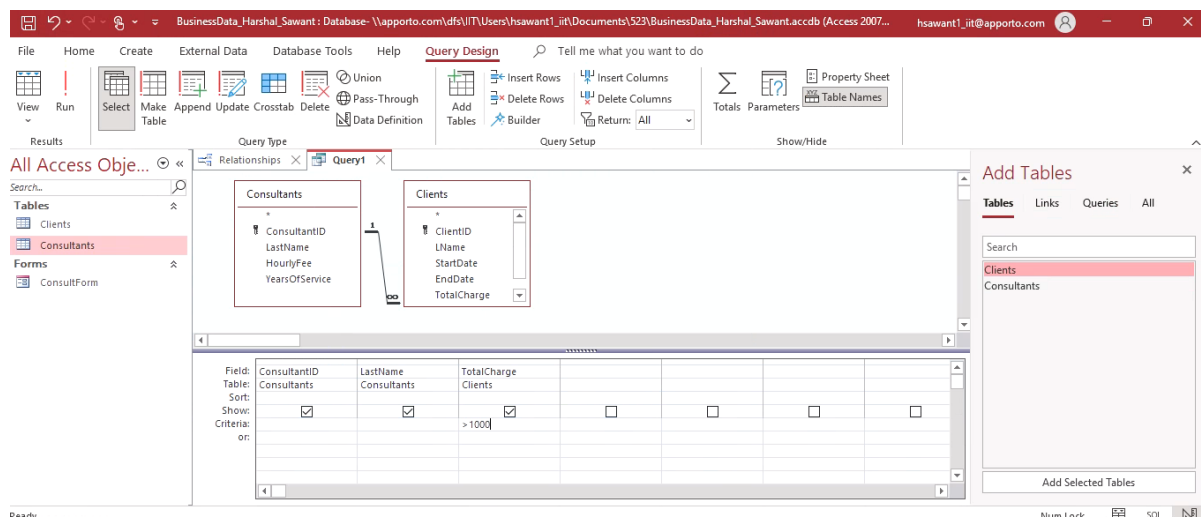 BusinessData_Harshal_Sawant : Database- \\apporto.com\dfs\IIT\Users\hsawant1_iit\Documents\523\BusinessData_Harshal_Sawant.accdb (Access 2007... hsawant1_iit@apporto.com
File Home Create External Data Database Tools Help Query Design Tell me what you want to do
View Run Select Make Table Append Update Crosstab Delete
Union
Pass-Through
Data Definition
Add Tables
Insert Rows
Delete Rows
Builder
Insert Columns
Delete Columns
Return: All
Totals Parameters
Property Sheet
Table Names
Results Query Type Query Setup Show/Hide
All Access Obje...
Search...
Tables
Clients
Consultants
Forms
ConsultForm
Relationships Query1
Consultants
*
ConsultantID
LastName
HourlyFee
YearsOfService
1
∞
Clients
*
ClientID
LName
StartDate
EndDate
TotalCharge
Field: ConsultantID LastName TotalCharge
Table: Consultants Consultants Clients
Sort:
Show:
Criteria: >1000
or:
Add Tables
Tables Links Queries All
Search
Clients
Consultants
Add Selected Tables
Ready Num Lock SQL